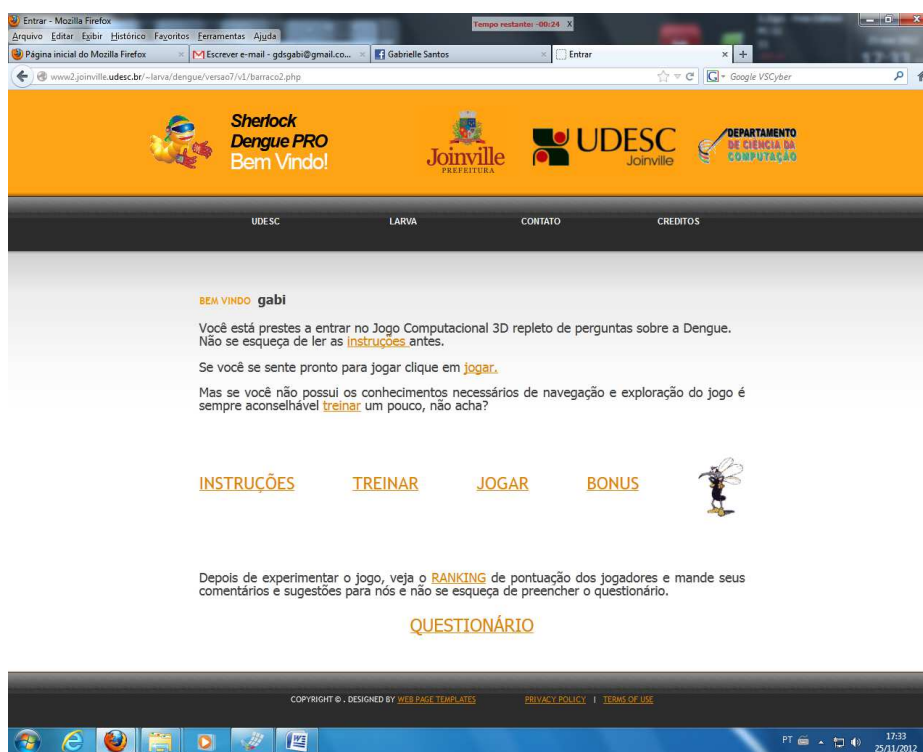 Entrar - Mozilla Firefox
Tempo restante: -00:24 X
Arquivo Editar Exibir Histórico Favoritos Ferramentas Ajuda
Página inicial do Mozilla Firefox
Escrever e-mail - gdsgabi@gmail.co...
Gabrielle Santos
Entrar
www2.joinville.udesc.br/~larva/dengue/versao7/v1/barraco2.php
Google VSCyber
Sherlock
Dengue PRO
Bem Vindo!
Joinville
PREFEITURA
UDESC
Joinville
DEPARTAMENTO
DE CIÊNCIA DA
COMPUTAÇÃO
UDESC LARVA CONTATO CREDITOS
BEM VINDO gabi
Você está prestes a entrar no Jogo Computacional 3D repleto de perguntas sobre a Dengue.
Não se esqueça de ler as instruções antes.
Se você se sente pronto para jogar clique em jogar.
Mas se você não possui os conhecimentos necessários de navegação e exploração do jogo é
sempre aconselhável treinar um pouco, não acha?
INSTRUÇÕES TREINAR JOGAR BONUS
Depois de experimentar o jogo, veja o RANKING de pontuação dos jogadores e mande seus
comentários e sugestões para nós e não se esqueça de preencher o questionário.
QUESTIONÁRIO
COPYRIGHT © . DESIGNED BY WEB PAGE TEMPLATES PRIVACY POLICY | TERMS OF USE
PT
17:33
25/11/2012